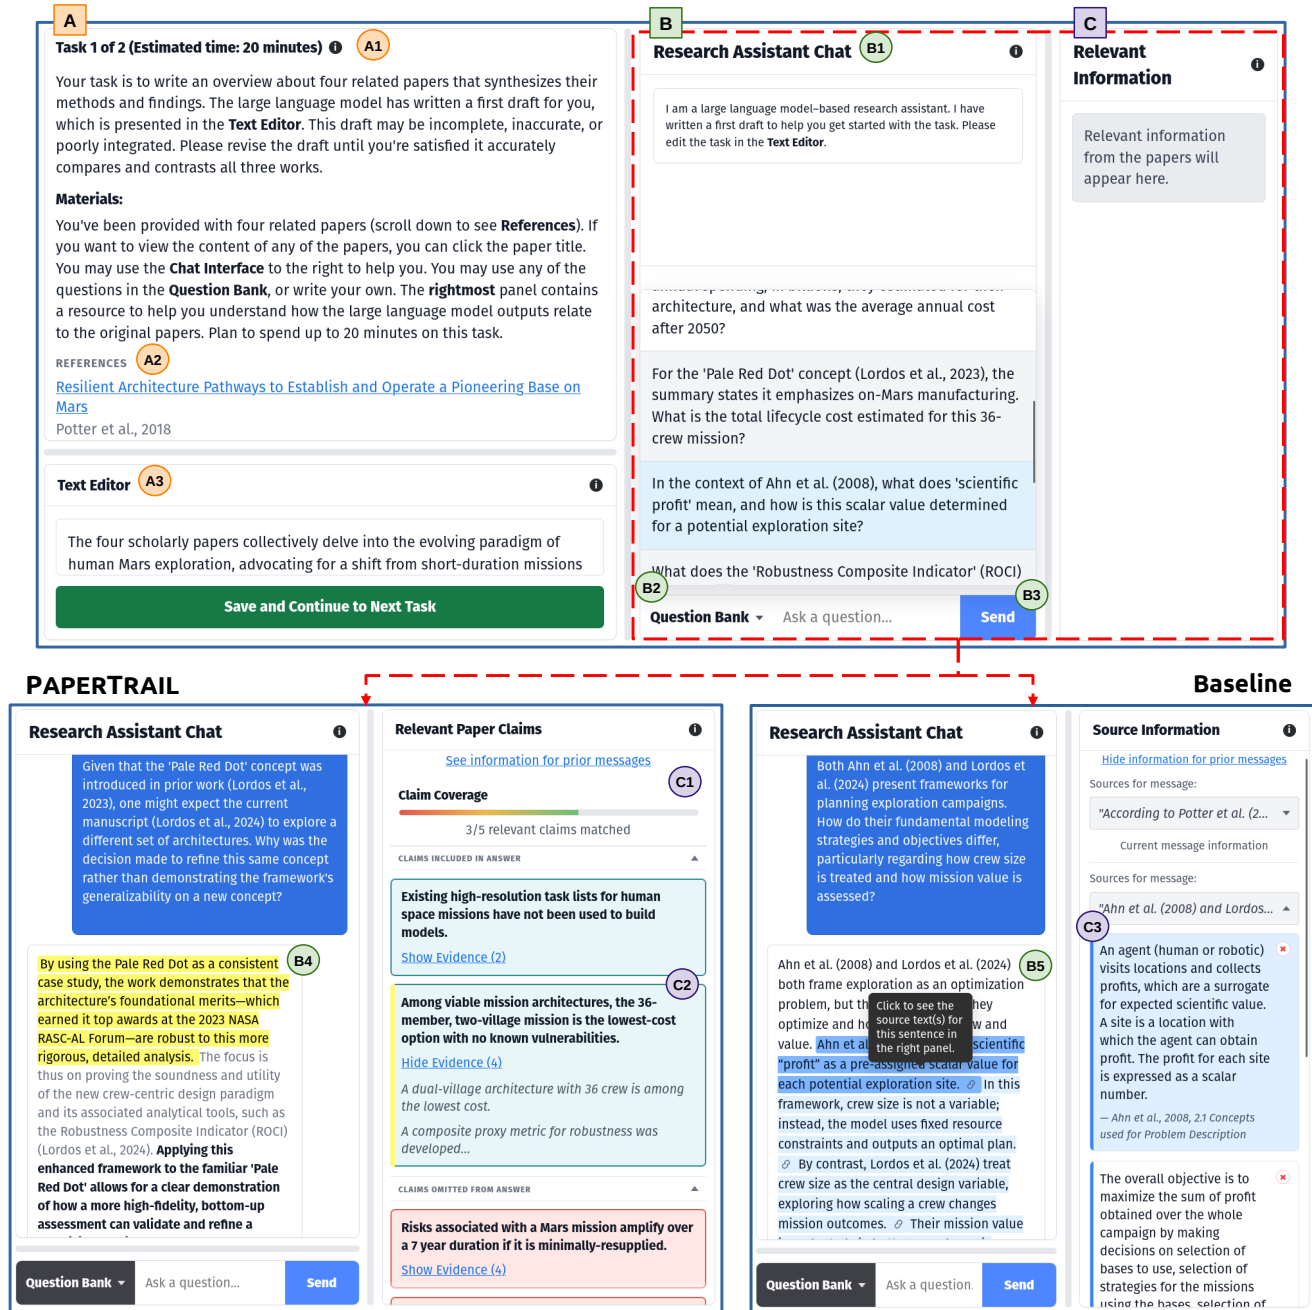 A
B
C
Task 1 of 2 (Estimated time: 20 minutes)
A1
Your task is to write an overview about four related papers that synthesizes their
methods and findings. The large language model has written a first draft for you,
which is presented in the Text Editor. This draft may be incomplete, inaccurate, or
poorly integrated. Please revise the draft until you're satisfied it accurately
compares and contrasts all three works.
Materials:
You've been provided with four related papers (scroll down to see References). If
you want to view the content of any of the papers, you can click the paper title.
You may use the Chat Interface to the right to help you. You may use any of the
questions in the Question Bank, or write your own. The rightmost panel contains
a resource to help you understand how the large language model outputs relate
to the original papers. Plan to spend up to 20 minutes on this task.
REFERENCES
A2
Resilient Architecture Pathways to Establish and Operate a Pioneering Base on
Mars
Potter et al., 2018
Text Editor
A3
The four scholarly papers collectively delve into the evolving paradigm of
human Mars exploration, advocating for a shift from short-duration missions
Save and Continue to Next Task
Research Assistant Chat
B1
I am a large language model–based research assistant. I have
written a first draft to help you get started with the task. Please
edit the task in the Text Editor.
architecture, and what was the average annual cost
after 2050?
For the 'Pale Red Dot' concept (Lordos et al., 2023), the
summary states it emphasizes on-Mars manufacturing.
What is the total lifecycle cost estimated for this 36-
crew mission?
In the context of Ahn et al. (2008), what does 'scientific
profit' mean, and how is this scalar value determined
for a potential exploration site?
What does the 'Robustness Composite Indicator' (ROCI)
B2
B3
Question Bank
Ask a question...
Send
Relevant
Information
Relevant information
from the papers will
appear here.
PAPERTRAIL
Baseline
Research Assistant Chat
Given that the 'Pale Red Dot' concept was
introduced in prior work (Lordos et al.,
2023), one might expect the current
manuscript (Lordos et al., 2024) to explore a
different set of architectures. Why was the
decision made to refine this same concept
rather than demonstrating the framework's
generalizability on a new concept?
B4
By using the Pale Red Dot as a consistent
case study, the work demonstrates that the
architecture's foundational merits—which
earned it top awards at the 2023 NASA
RASC-AL Forum—are robust to this more
rigorous, detailed analysis. The focus is
thus on proving the soundness and utility
of the new crew-centric design paradigm
and its associated analytical tools, such as
the Robustness Composite Indicator (ROCI)
(Lordos et al., 2024). Applying this
enhanced framework to the familiar 'Pale
Red Dot' allows for a clear demonstration
of how a more high-fidelity, bottom-up
assessment can validate and refine a
Question Bank
Ask a question...
Send
Relevant Paper Claims
See information for prior messages
C1
Claim Coverage
3/5 relevant claims matched
CLAIMS INCLUDED IN ANSWER
Existing high-resolution task lists for human
space missions have not been used to build
models.
Show Evidence (2)
C2
Among viable mission architectures, the 36-
member, two-village mission is the lowest-cost
option with no known vulnerabilities.
Hide Evidence (4)
A dual-village architecture with 36 crew is among
the lowest cost.
A composite proxy metric for robustness was
developed...
CLAIMS OMITTED FROM ANSWER
Risks associated with a Mars mission amplify over
a 7 year duration if it is minimally-resupplied.
Show Evidence (4)
Research Assistant Chat
Both Ahn et al. (2008) and Lordos et
al. (2024) present frameworks for
planning exploration campaigns.
How do their fundamental modeling
strategies and objectives differ,
particularly regarding how crew size
is treated and how mission value is
assessed?
B5
Ahn et al. (2008) and Lordos et al. (2024)
both frame exploration as an optimization
problem, but th hey
optimize and ho w and
value. Ahn et al scientific
"profit" as a pre-assigned scalar value for
each potential exploration site. In this
framework, crew size is not a variable;
instead, the model uses fixed resource
constraints and outputs an optimal plan.
By contrast, Lordos et al. (2024) treat
crew size as the central design variable,
exploring how scaling a crew changes
mission outcomes. Their mission value
Click to see the
source text(s) for
this sentence in
the right panel.
Question Bank
Ask a question
Send
Source Information
Hide information for prior messages
Sources for message:
"According to Potter et al. (2...
Current message information
Sources for message:
"Ahn et al. (2008) and Lordos...
C3
An agent (human or robotic)
visits locations and collects
profits, which are a surrogate
for expected scientific value.
A site is a location with
which the agent can obtain
profit. The profit for each site
is expressed as a scalar
number.
— Ahn et al., 2008, 2.1 Concepts
used for Problem Description
The overall objective is to
maximize the sum of profit
obtained over the whole
campaign by making
decisions on selection of
bases to use, selection of
strategies for the missions
using the bases, selection of